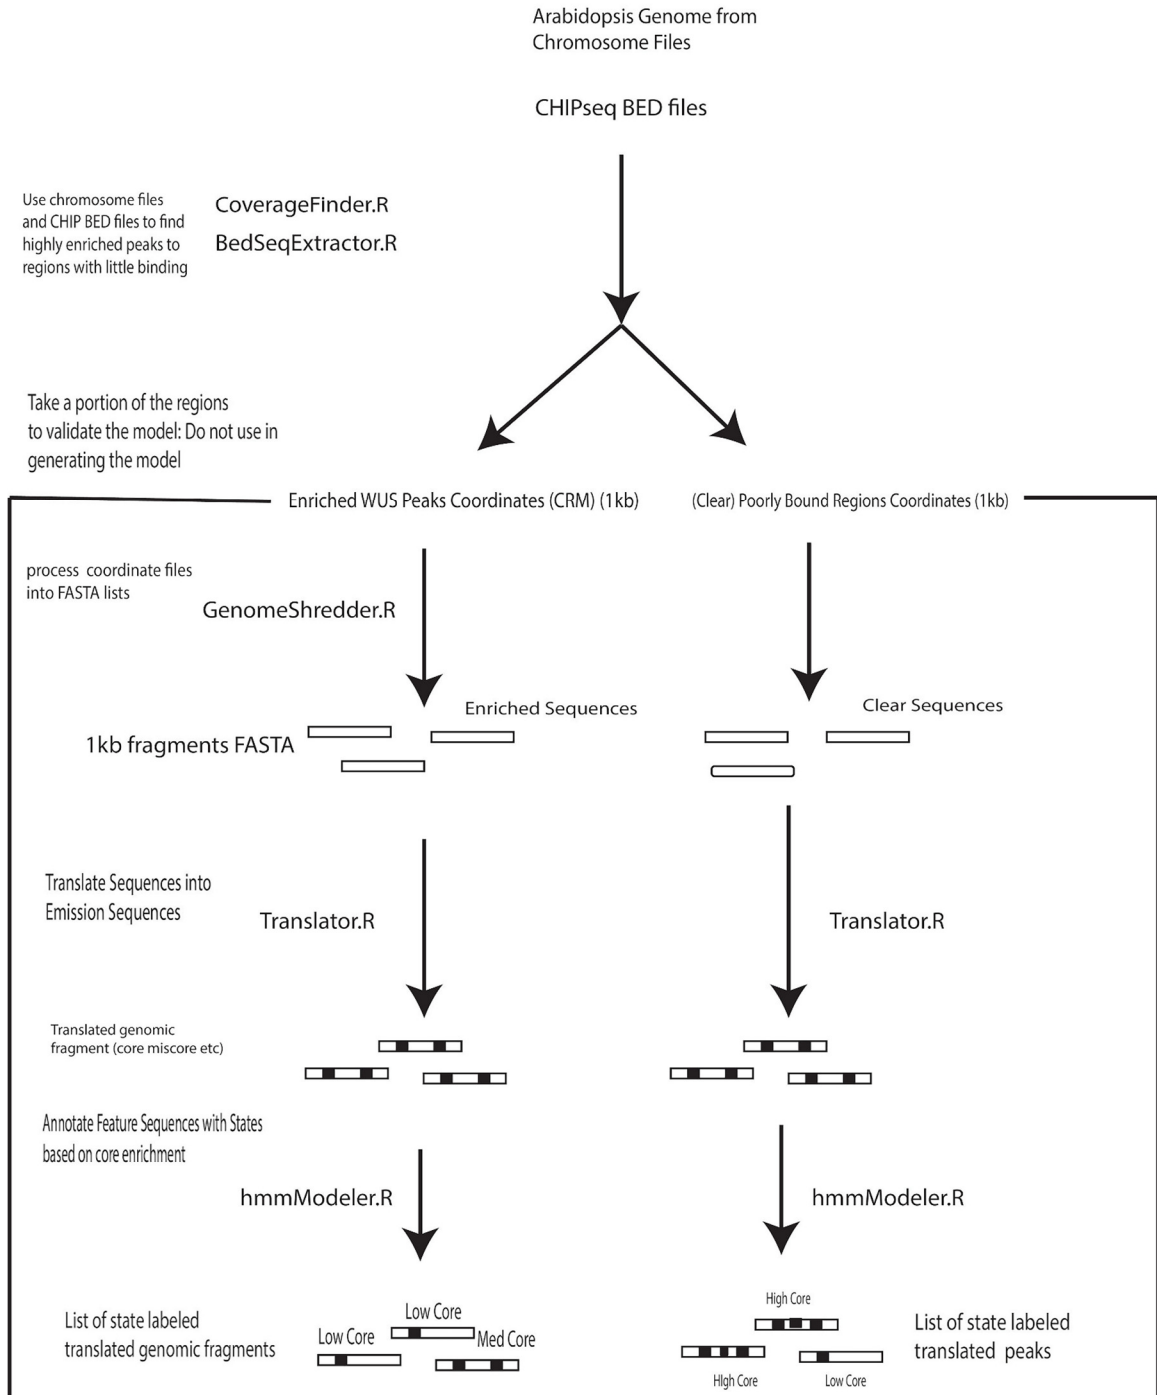 Arabidopsis Genome from
Chromosome Files
CHIPseq BED files
Use chromosome files
and CHIP BED files to find
highly enriched peaks to
regions with little binding
CoverageFinder.R
BedSeqExtractor.R
Take a portion of the regions
to validate the model: Do not use in
generating the model
Enriched WUS Peaks Coordinates (CRM) (1kb)
(Clear) Poorly Bound Regions Coordinates (1kb)
process coordinate files
into FASTA lists
GenomeShredder.R
Enriched Sequences
Clear Sequences
1kb fragments FASTA
Translate Sequences into
Emission Sequences
Translator.R
Translator.R
Translated genomic
fragment (core miscore etc)
Annotate Feature Sequences with States
based on core enrichment
hmmModeler.R
hmmModeler.R
List of state labeled
translated genomic fragments
Low Core
Low Core
Med Core
High Core
HIgh Core
Low Core
List of state labeled
translated peaks